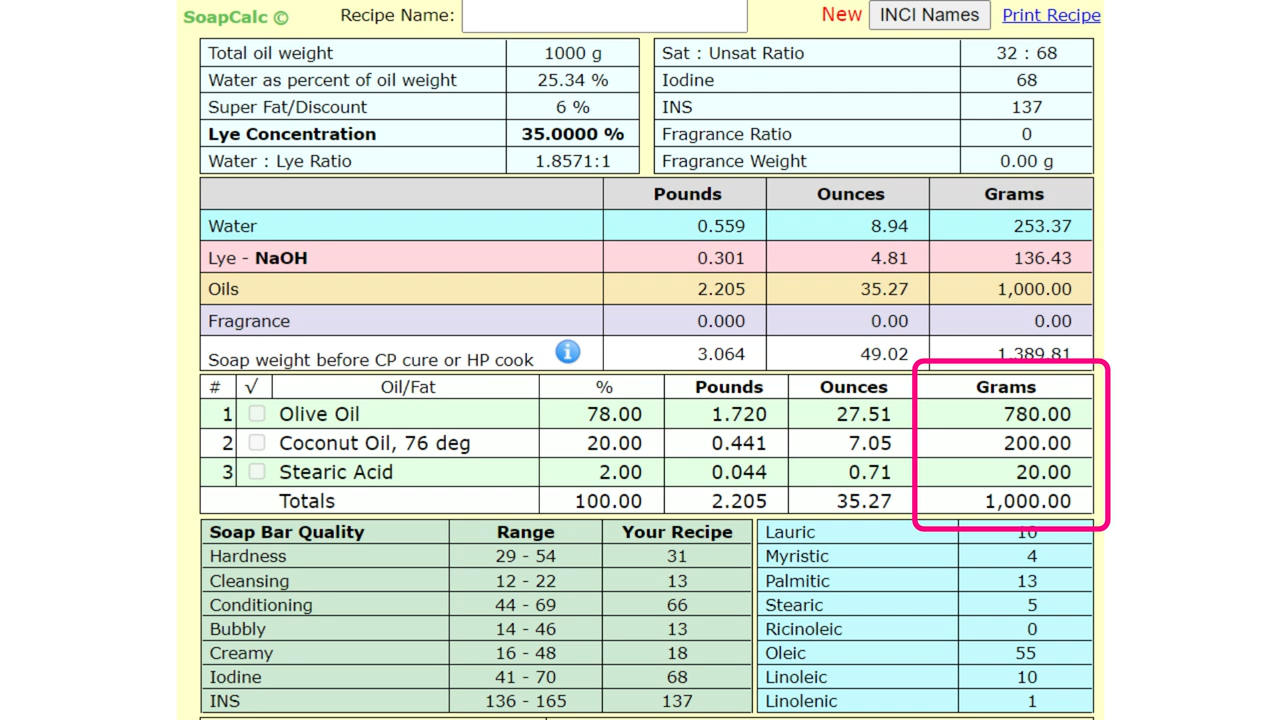 SoapCalc © Recipe Name: New INCI Names Print Recipe
Total oil weight 1000 g Sat : Unsat Ratio 32 : 68
Water as percent of oil weight 25.34 % Iodine 68
Super Fat/Discount 6 % INS 137
Lye Concentration 35.0000 % Fragrance Ratio 0
Water : Lye Ratio 1.8571:1 Fragrance Weight 0.00 g
Pounds Ounces Grams
Water 0.559 8.94 253.37
Lye - NaOH 0.301 4.81 136.43
Oils 2.205 35.27 1,000.00
Fragrance 0.000 0.00 0.00
Soap weight before CP cure or HP cook i 3.064 49.02 1,389.81
# √ Oil/Fat % Pounds Ounces Grams
1 Olive Oil 78.00 1.720 27.51 780.00
2 Coconut Oil, 76 deg 20.00 0.441 7.05 200.00
3 Stearic Acid 2.00 0.044 0.71 20.00
Totals 100.00 2.205 35.27 1,000.00
Soap Bar Quality Range Your Recipe Lauric 10
Hardness 29 - 54 31 Myristic 4
Cleansing 12 - 22 13 Palmitic 13
Conditioning 44 - 69 66 Stearic 5
Bubbly 14 - 46 13 Ricinoleic 0
Creamy 16 - 48 18 Oleic 55
Iodine 41 - 70 68 Linoleic 10
INS 136 - 165 137 Linolenic 1